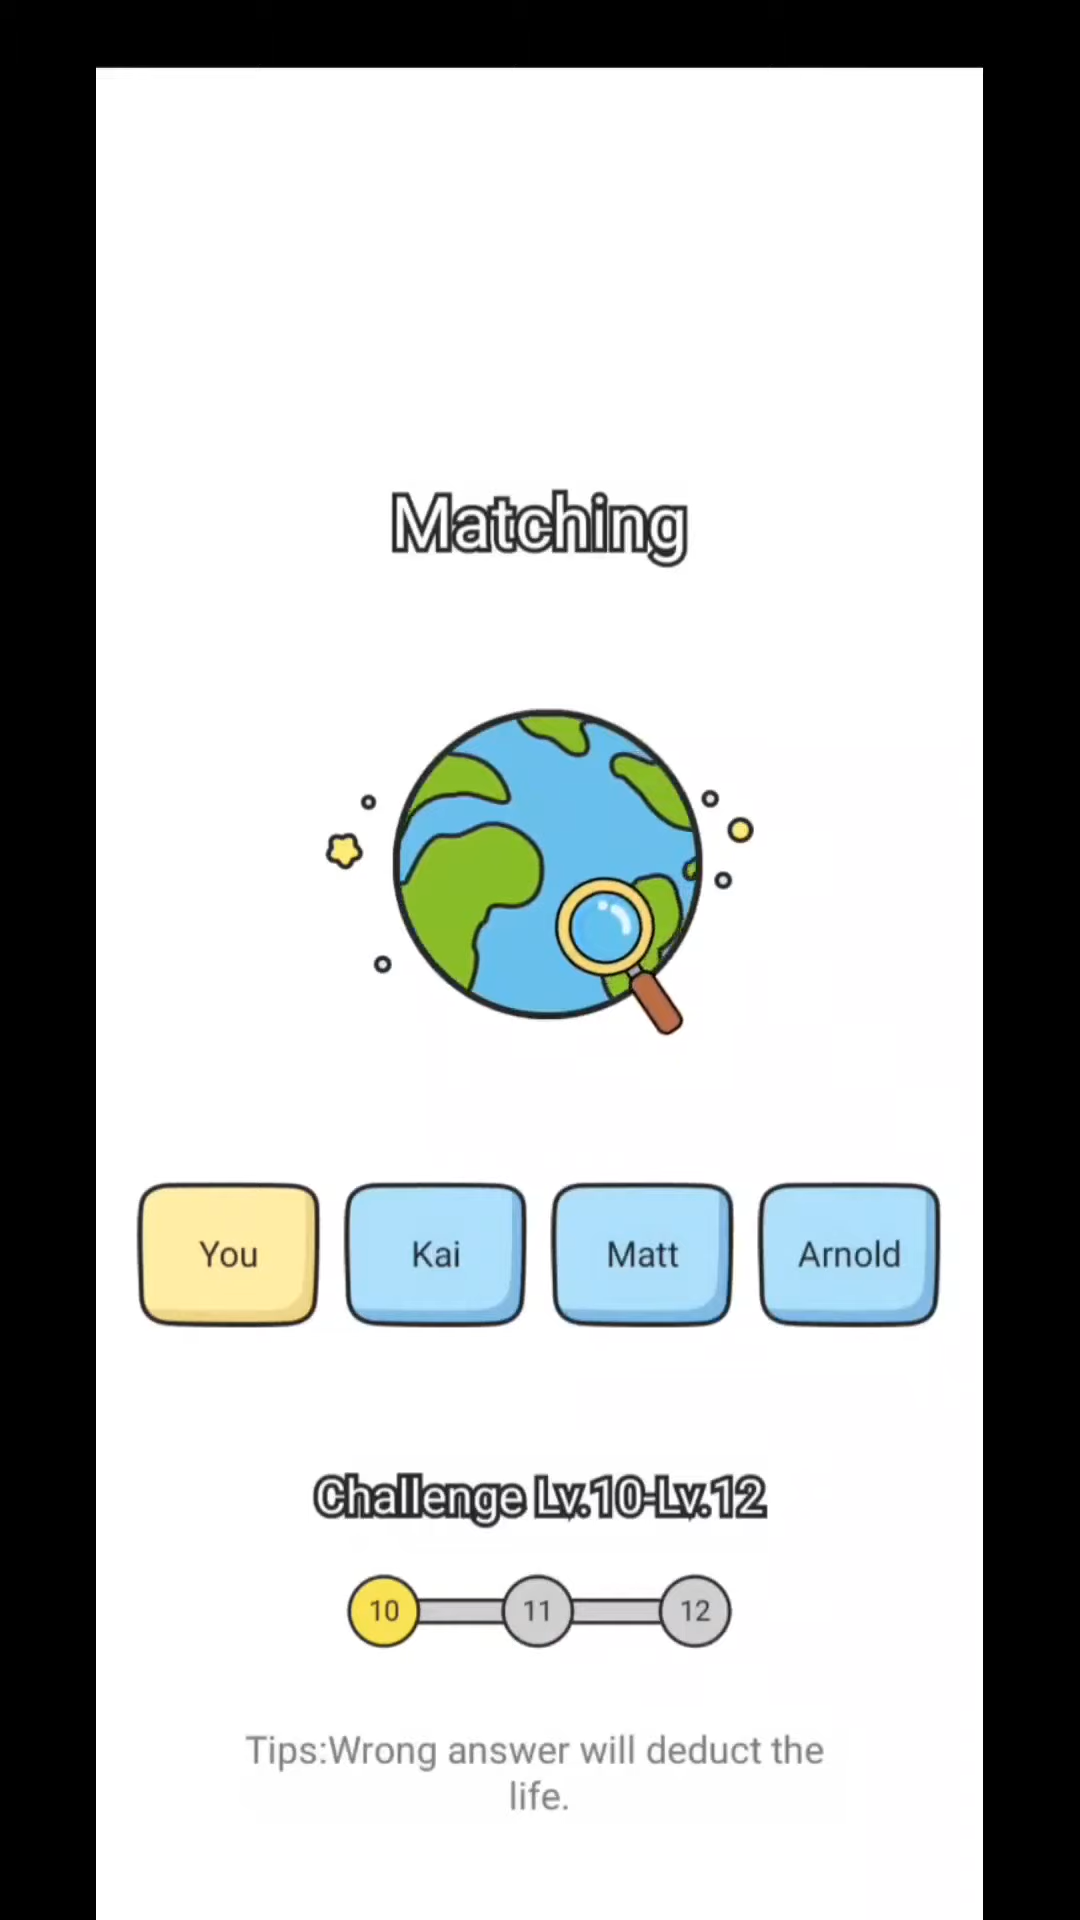 Matching
You
Kai
Matt
Arnold
Challenge Lv.10-Lv.12
10
11
12
Tips:Wrong answer will deduct the
life.